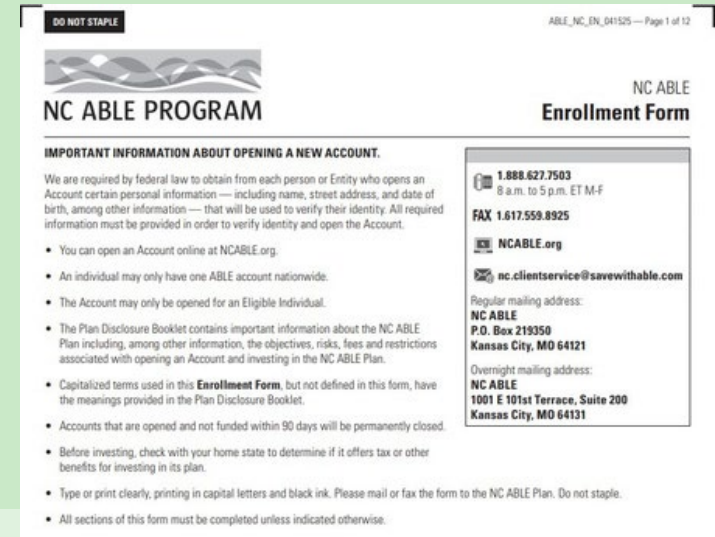 DO NOT STAPLE
ABLE_NC_EN_041525 — Page 1 of 12
NC ABLE PROGRAM
NC ABLE
Enrollment Form
IMPORTANT INFORMATION ABOUT OPENING A NEW ACCOUNT.
We are required by federal law to obtain from each person or Entity who opens an
Account certain personal information — including name, street address, and date of
birth, among other information — that will be used to verify their identity. All required
information must be provided in order to verify identity and open the Account.
• You can open an Account online at NCABLE.org.
• An individual may only have one ABLE account nationwide.
• The Account may only be opened for an Eligible Individual.
• The Plan Disclosure Booklet contains important information about the NC ABLE
Plan including, among other information, the objectives, risks, fees and restrictions
associated with opening an Account and investing in the NC ABLE Plan.
• Capitalized terms used in this Enrollment Form, but not defined in this form, have
the meanings provided in the Plan Disclosure Booklet.
• Accounts that are opened and not funded within 90 days will be permanently closed.
• Before investing, check with your home state to determine if it offers tax or other
benefits for investing in its plan.
• Type or print clearly, printing in capital letters and black ink. Please mail or fax the form to the NC ABLE Plan. Do not staple.
• All sections of this form must be completed unless indicated otherwise.
1.888.627.7503
8 a.m. to 5 p.m. ET M-F
FAX 1.617.559.8925
NCABLE.org
nc.clientservice@savewithable.com
Regular mailing address:
NC ABLE
P.O. Box 219350
Kansas City, MO 64121
Overnight mailing address:
NC ABLE
1001 E 101st Terrace, Suite 200
Kansas City, MO 64131